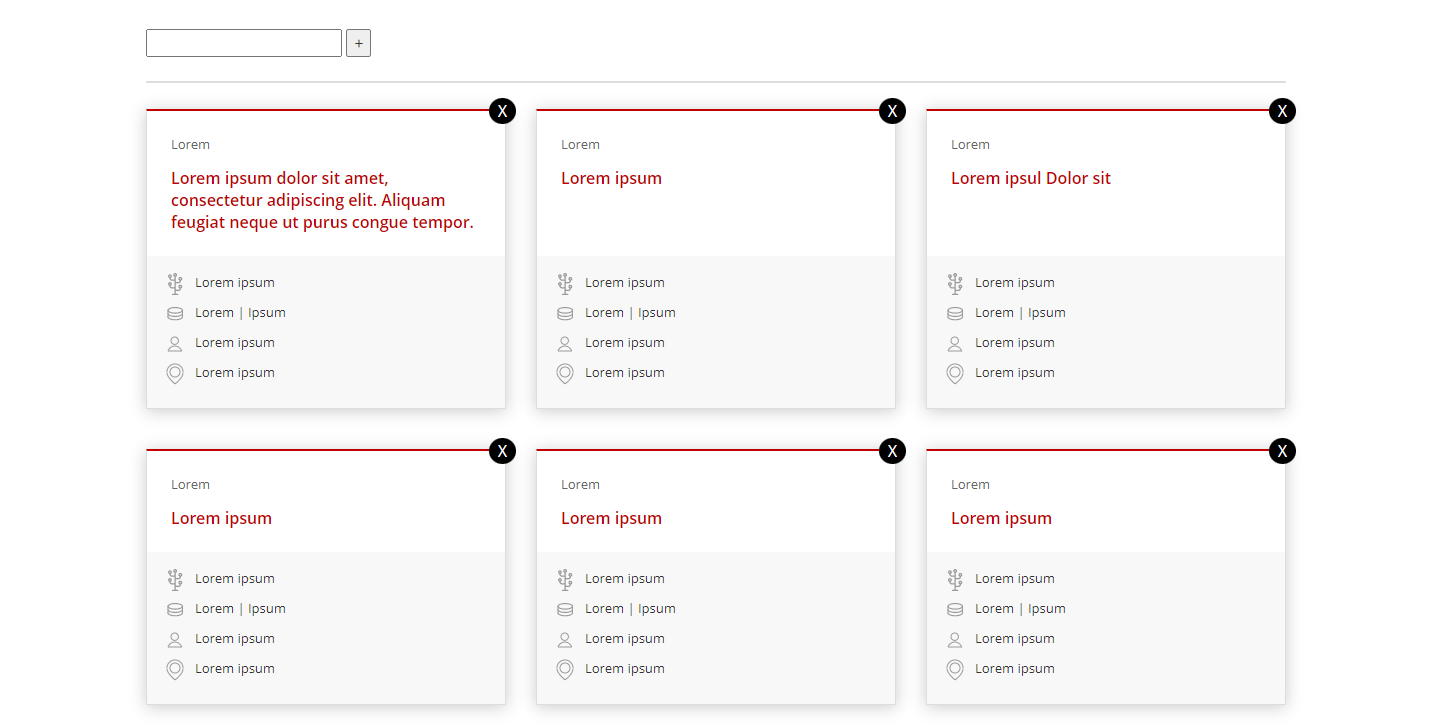 +
X
X
X
Lorem
Lorem ipsum dolor sit amet,
consectetur adipiscing elit. Aliquam
feugiat neque ut purus congue tempor.
Lorem ipsum
Lorem | Ipsum
Lorem ipsum
Lorem ipsum
Lorem
Lorem ipsum
Lorem ipsum
Lorem | Ipsum
Lorem ipsum
Lorem ipsum
Lorem
Lorem ipsul Dolor sit
Lorem ipsum
Lorem | Ipsum
Lorem ipsum
Lorem ipsum
X
X
X
Lorem
Lorem ipsum
Lorem ipsum
Lorem | Ipsum
Lorem ipsum
Lorem ipsum
Lorem
Lorem ipsum
Lorem ipsum
Lorem | Ipsum
Lorem ipsum
Lorem ipsum
Lorem
Lorem ipsum
Lorem ipsum
Lorem | Ipsum
Lorem ipsum
Lorem ipsum